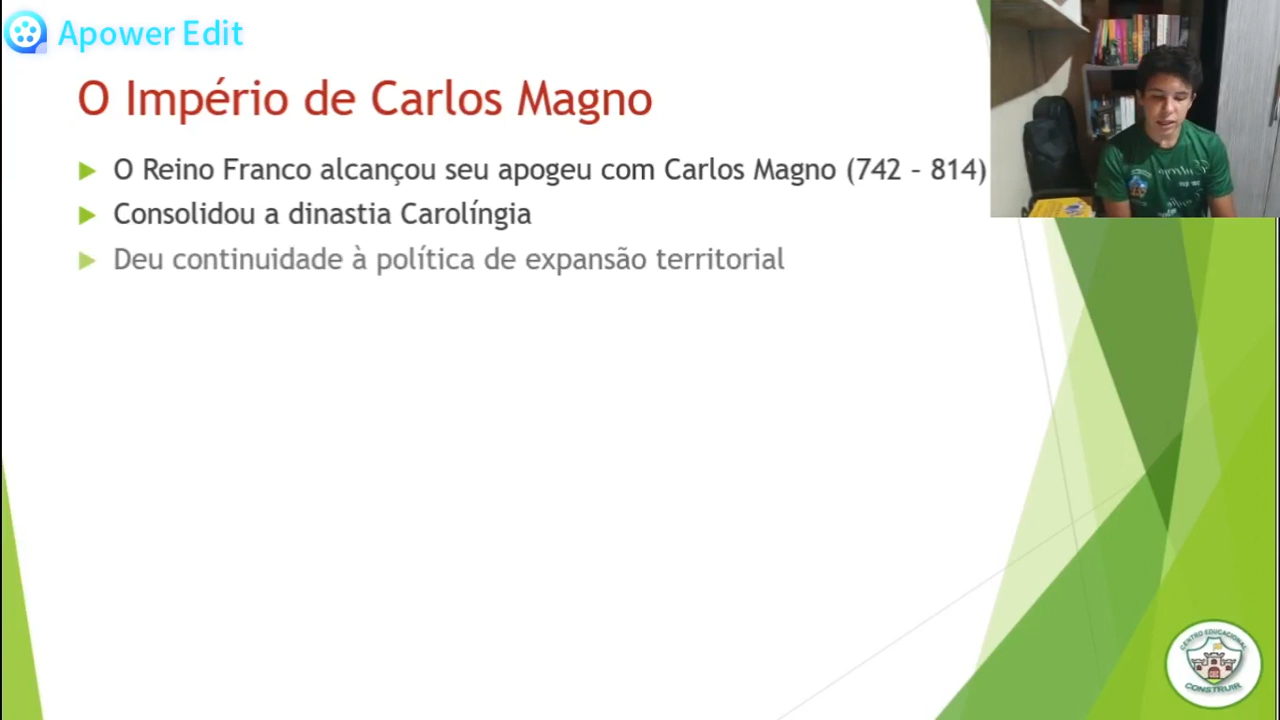 Apower Edit
O Império de Carlos Magno
O Reino Franco alcançou seu apogeu com Carlos Magno (742 – 814)
Consolidou a dinastia Carolíngia
Deu continuidade à política de expansão territorial
CENTRO EDUCACIONAL
CEC
CONSTRUIR